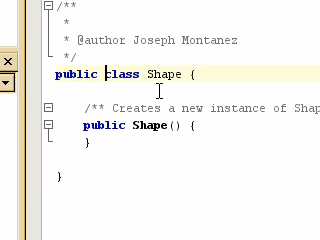 /**
*
* @author Joseph Montanez
*/
public class Shape {
/** Creates a new instance of Shap
public Shape() {
}
}